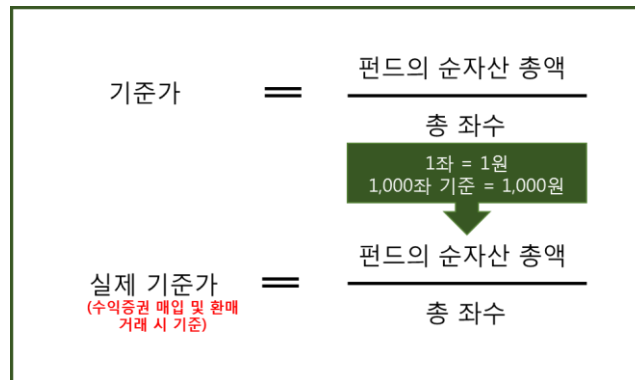 기준가 = 펀드의 순자산 총액
총 좌수
1좌 = 1원
1,000좌 기준 = 1,000원
실제 기준가 = 펀드의 순자산 총액
(수익증권 매입 및 환매
거래 시 기준)
총 좌수